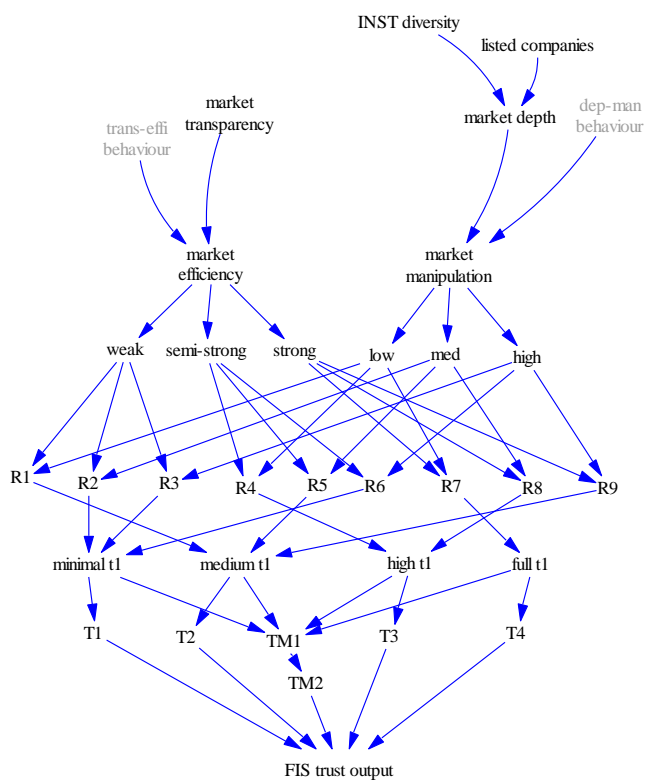 INST diversity
listed companies
market
transparency
market depth
dep-man
behaviour
trans-effi
behaviour
market
efficiency
market
manipulation
weak
semi-strong
strong
low
med
high
R1
R2
R3
R4
R5
R6
R7
R8
R9
minimal t1
medium t1
high t1
full t1
T1
T2
TM1
T3
T4
TM2
FIS trust output